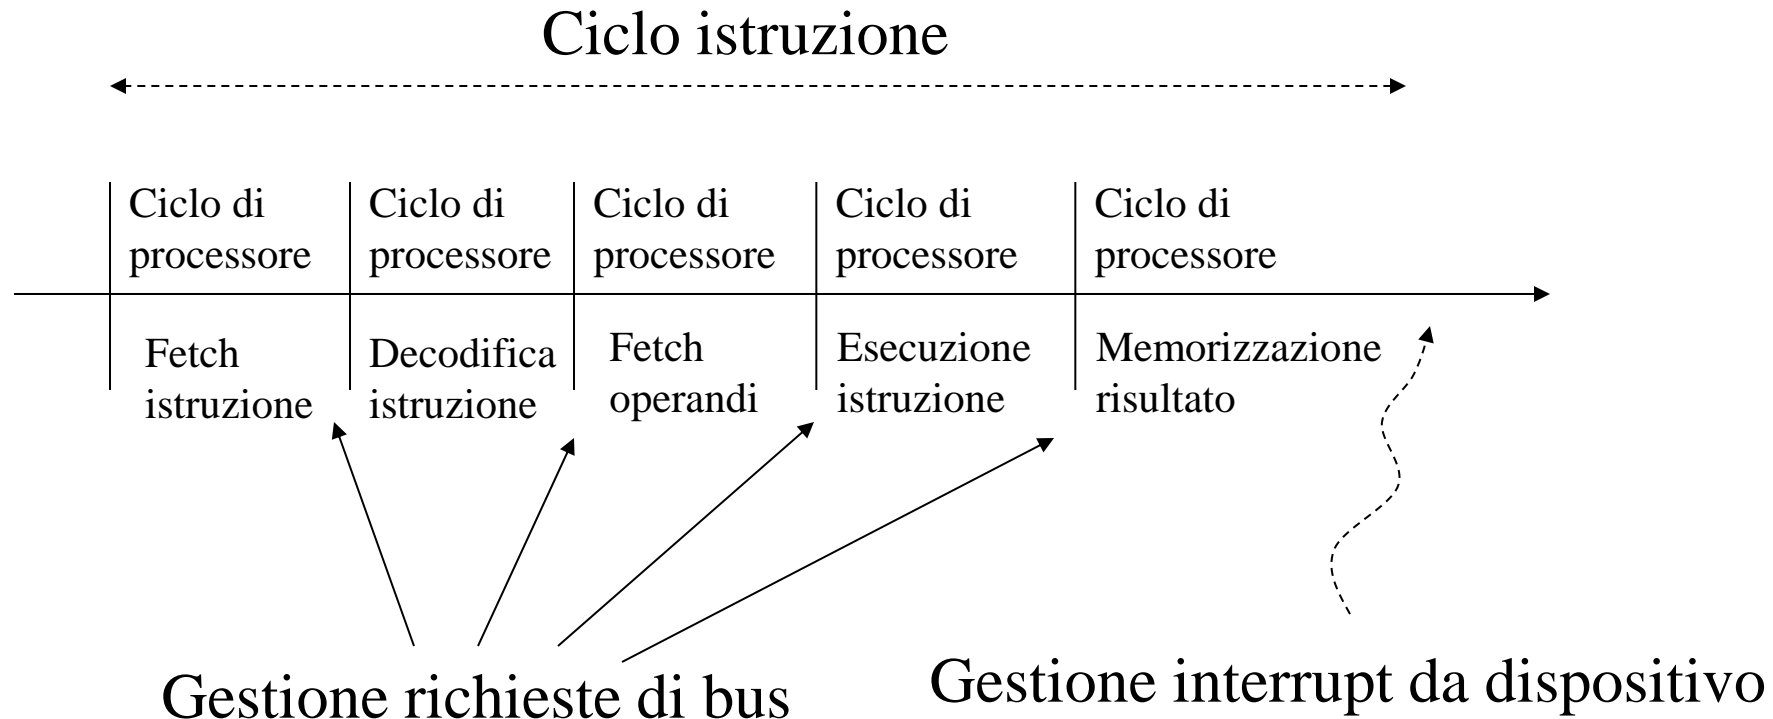 Ciclo istruzione
Ciclo di
processore
Ciclo di
processore
Ciclo di
processore
Ciclo di
processore
Ciclo di
processore
Fetch
istruzione
Decodifica
istruzione
Fetch
operandi
Esecuzione
istruzione
Memorizzazione
risultato
Gestione richieste di bus
Gestione interrupt da dispositivo